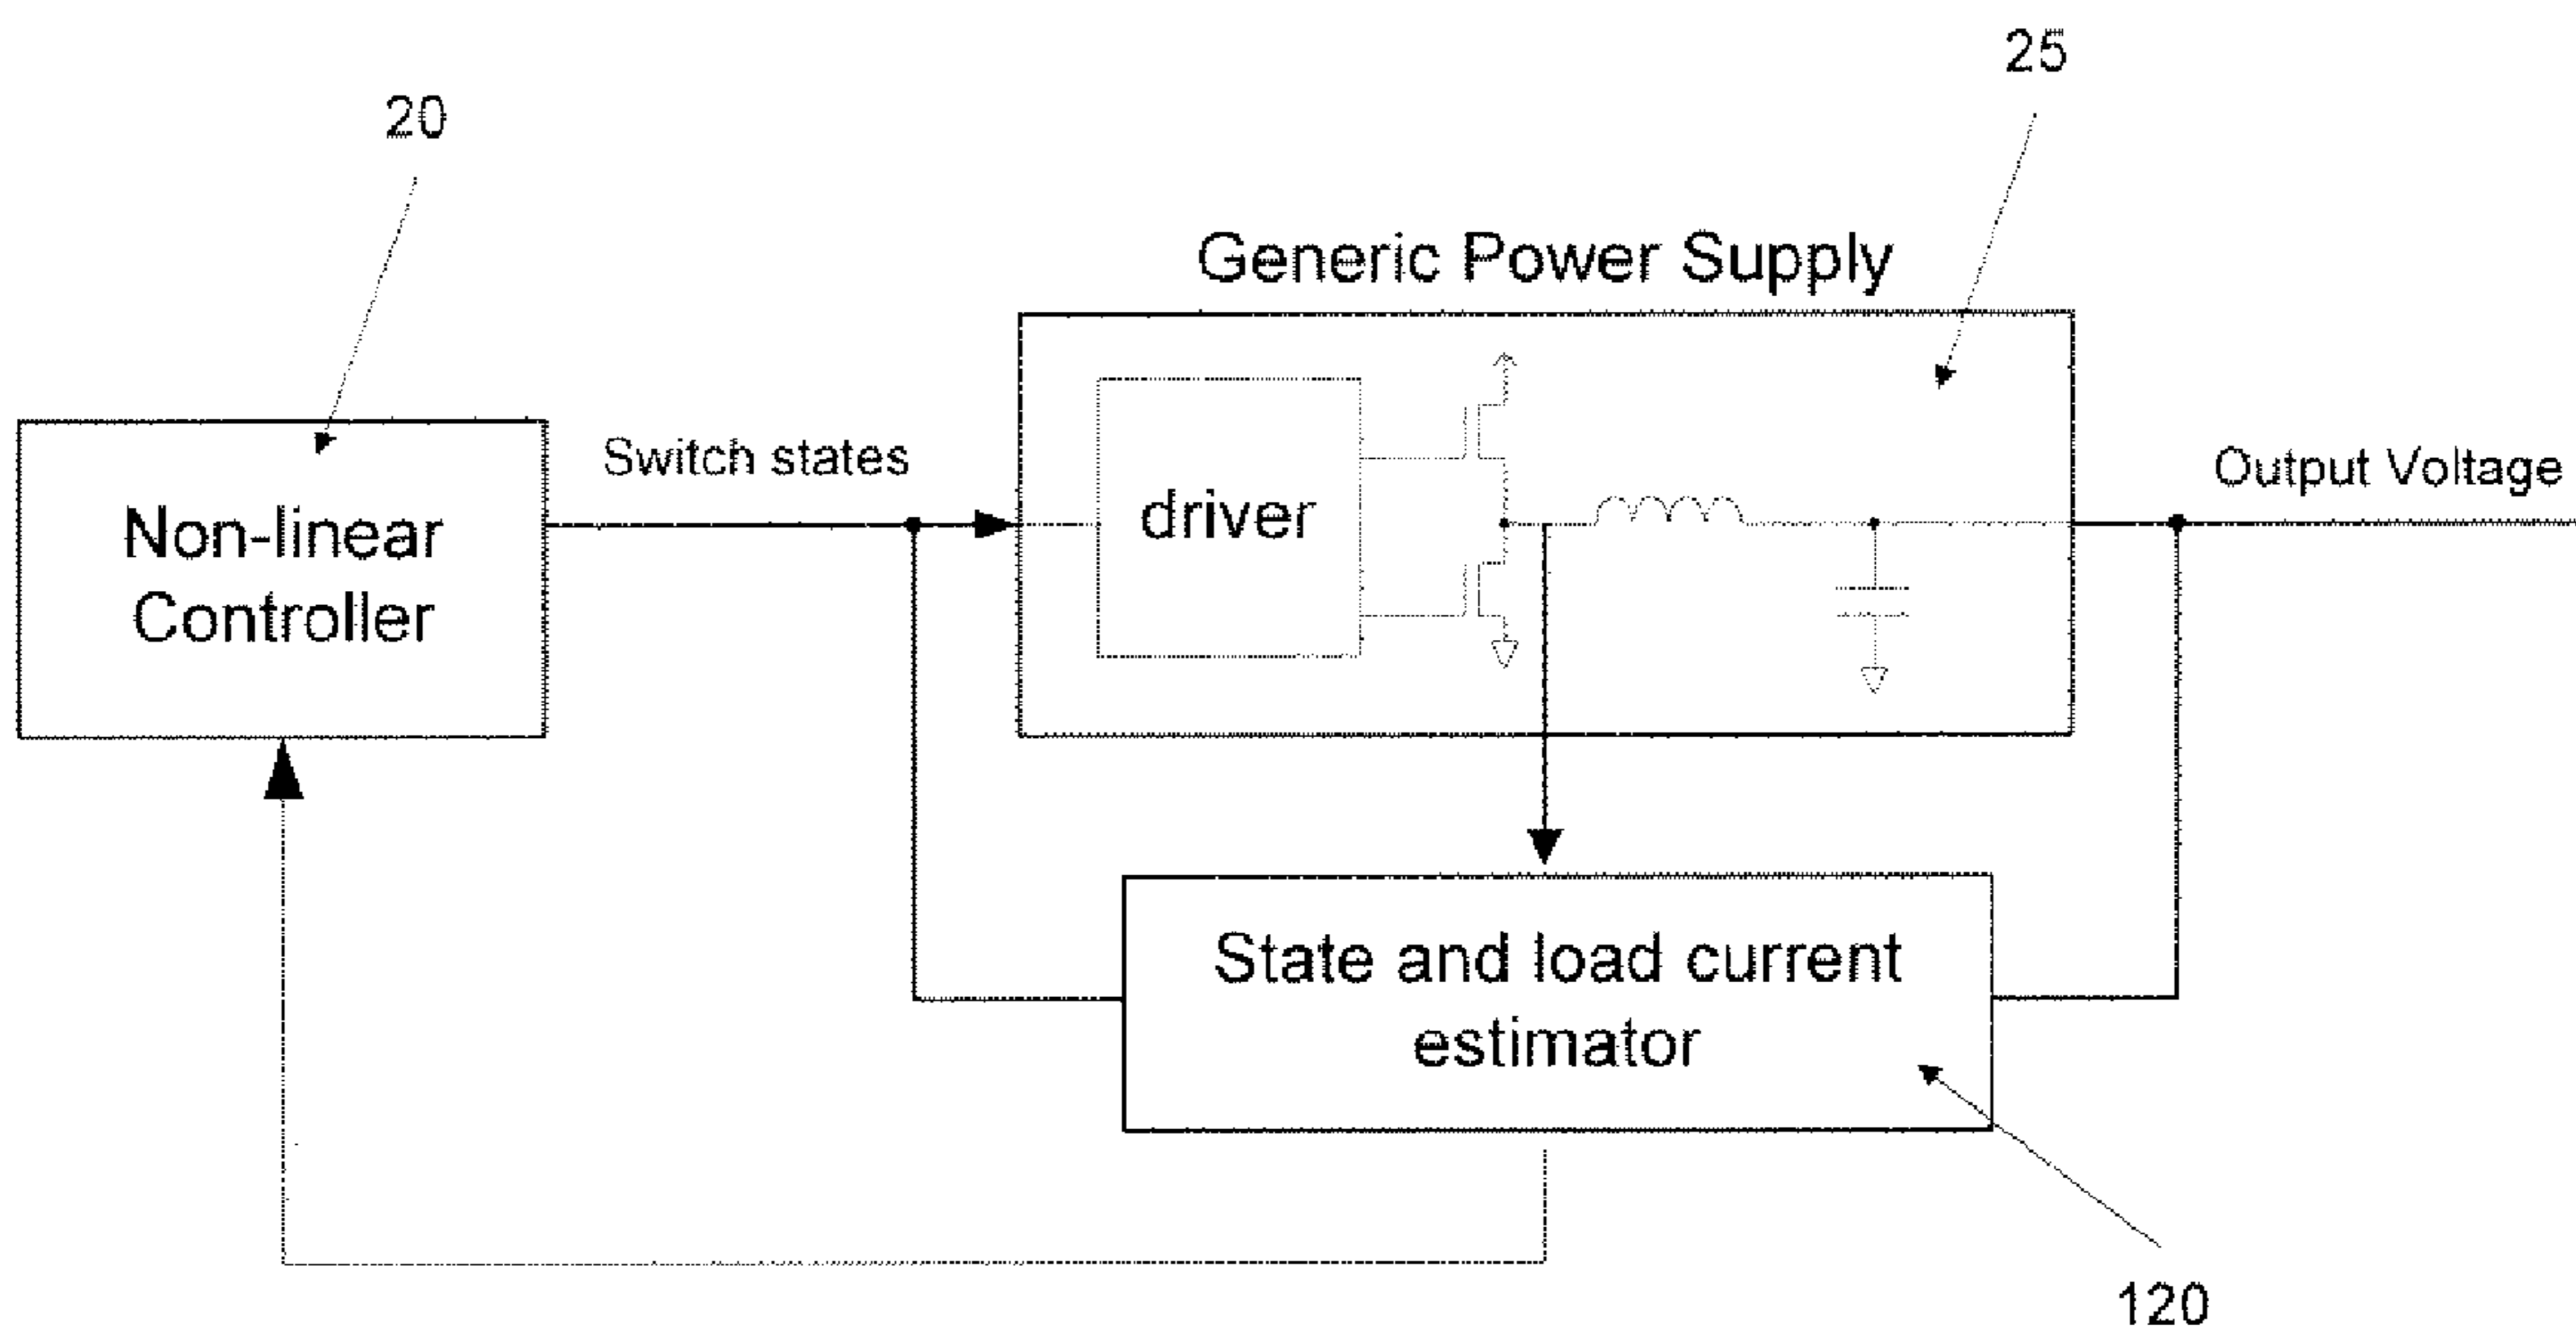 25
20
Generic Power Supply
Switch states
Output Voltage
driver
Non-linear
Controller
State and load current
estimator
120